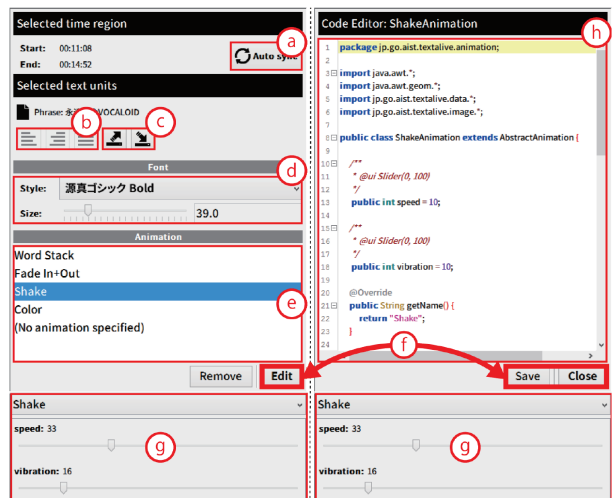 Selected time region
a
Start: 00:11:08
End: 00:14:52
Auto sync
Selected text units
Phrase: 永 VOCALOID
b
c
Font
d
Style: 源真ゴシック Bold
Size: 39.0
Animation
Word Stack
Fade In+Out
Shake
e
Color
(No animation specified)
Remove Edit
f
Shake
speed: 33
g
vibration: 16
Code Editor: ShakeAnimation
h
1 package jp.go.aist.textalive.animation;
2
3 import java.awt.*;
4 import java.awt.geom.*;
5 import jp.go.aist.textalive.data.*;
6 import jp.go.aist.textalive.image.*;
7
8 public class ShakeAnimation extends AbstractAnimation {
9
10 /**
11 * @ui Slider(0, 100)
12 */
13 public int speed = 10;
14
15 /**
16 * @ui Slider(0, 100)
17 */
18 public int vibration = 10;
19
20 @Override
21 public String getName() {
22 return "Shake";
23 }
24
Save Close
Shake
speed: 33
g
vibration: 16